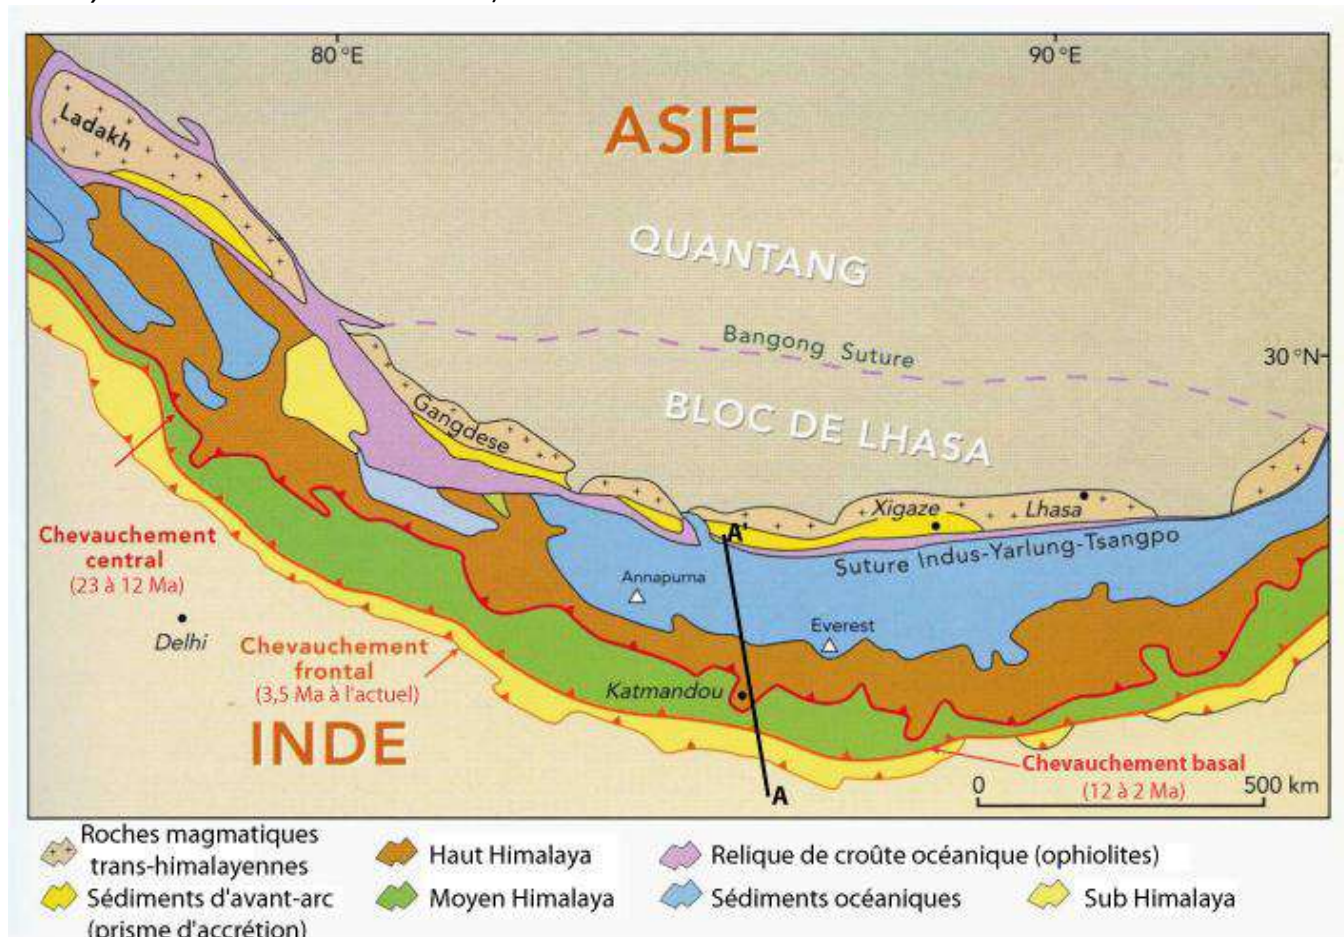 80 °E
90 °E
Ladakh
ASIE
QUANTANG
Bangong Suture
30 °N
BLOC DE LHASA
Gangdese
Xigaze
Lhasa
A'
Suture Indus-Yarlung-Tsangpo
Chevauchement
central
(23 à 12 Ma)
Annapurna
Delhi
Everest
Chevauchement
frontal
(3,5 Ma à l'actuel)
Katmandou
INDE
Chevauchement basal
(12 à 2 Ma)
A
0
500 km
Roches magmatiques
trans-himalayennes
Haut Himalaya
Relique de croûte océanique (ophiolites)
Sédiments d'avant-arc
(prisme d'accrétion)
Moyen Himalaya
Sédiments océaniques
Sub Himalaya